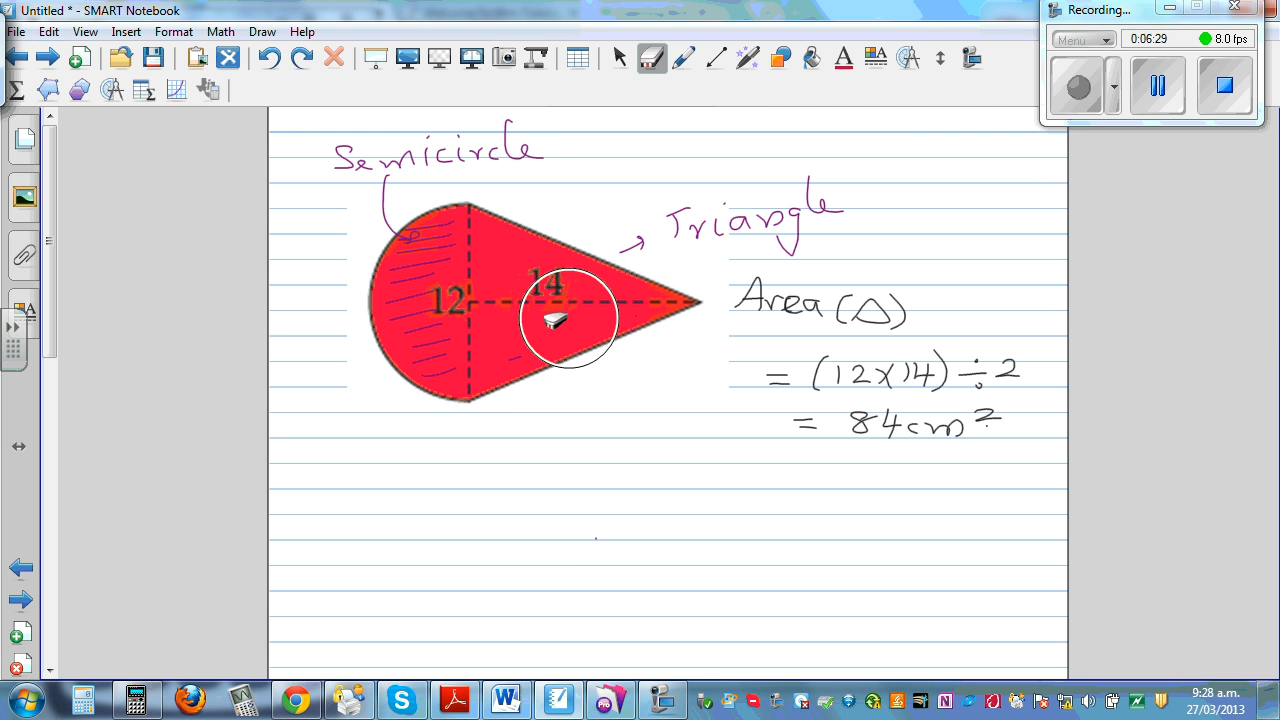 Untitled * - SMART Notebook
File Edit View Insert Format Math Draw Help
Recording...
Menu 0:06:29 8.0 fps
Semicircle
Triangle
14
12
Area (△)
= (12×14) ÷ 2
= 84cm²
9:28 a.m.
27/03/2013